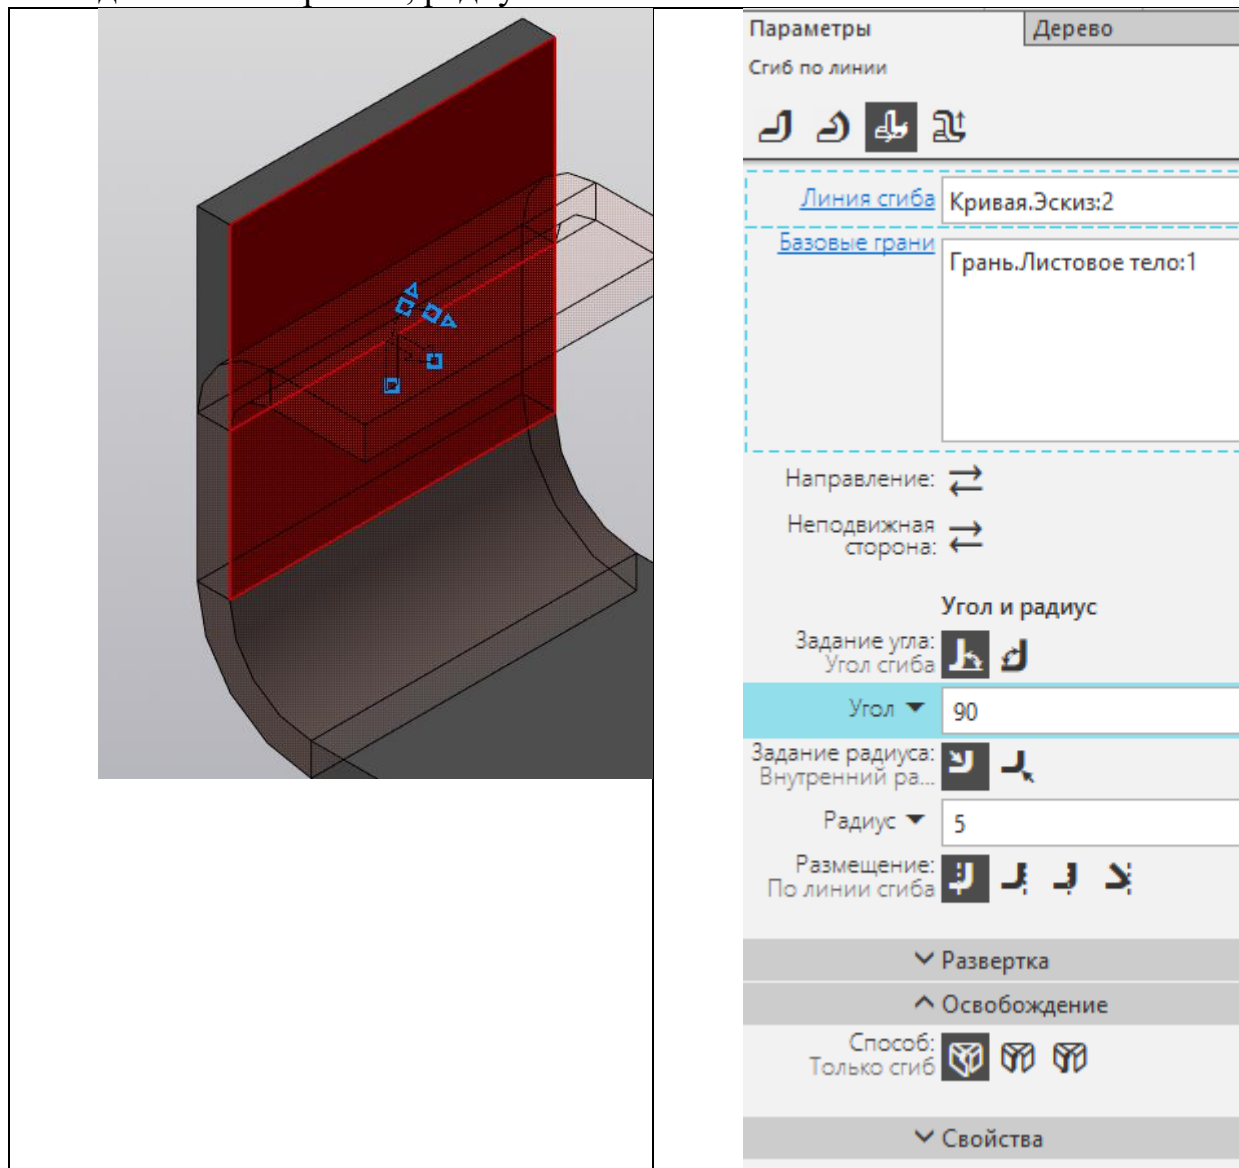 Параметры
Дерево
Сгиб по линии
Линия сгиба
Кривая.Эскиз:2
Базовые грани
Грань.Листовое тело:1
Направление:
Неподвижная
сторона:
Угол и радиус
Задание угла:
Угол сгиба
Угол
90
Задание радиуса:
Внутренний ра...
Радиус
5
Размещение:
По линии сгиба
Развертка
Освобождение
Способ:
Только сгиб
Свойства